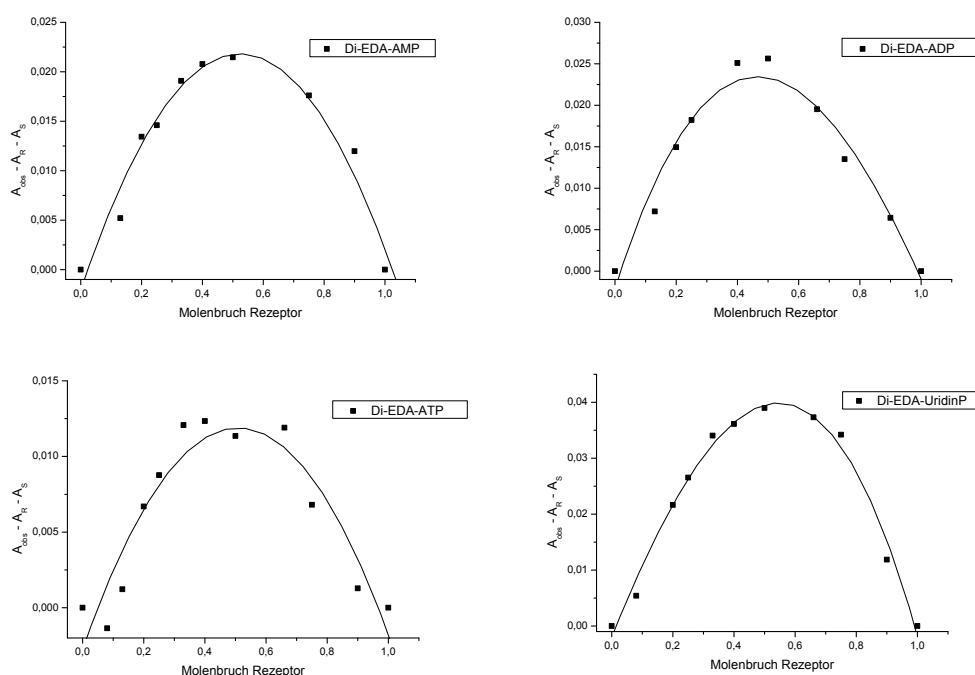 0,025
0,020
0,015
0,010
0,005
0,000
A_obs - A_R - A_S
Di-EDA-AMP
0,0 0,2 0,4 0,6 0,8 1,0
Molenbruch Rezeptor
0,030
0,025
0,020
0,015
0,010
0,005
0,000
A_obs - A_R - A_S
Di-EDA-ADP
0,0 0,2 0,4 0,6 0,8 1,0
Molenbruch Rezeptor
0,015
0,010
0,005
0,000
A_obs - A_R - A_S
Di-EDA-ATP
0,0 0,2 0,4 0,6 0,8 1,0
Molenbruch Rezeptor
0,04
0,03
0,02
0,01
0,00
A_obs - A_R - A_S
Di-EDA-UridinP
0,0 0,2 0,4 0,6 0,8 1,0
Molenbruch Rezeptor